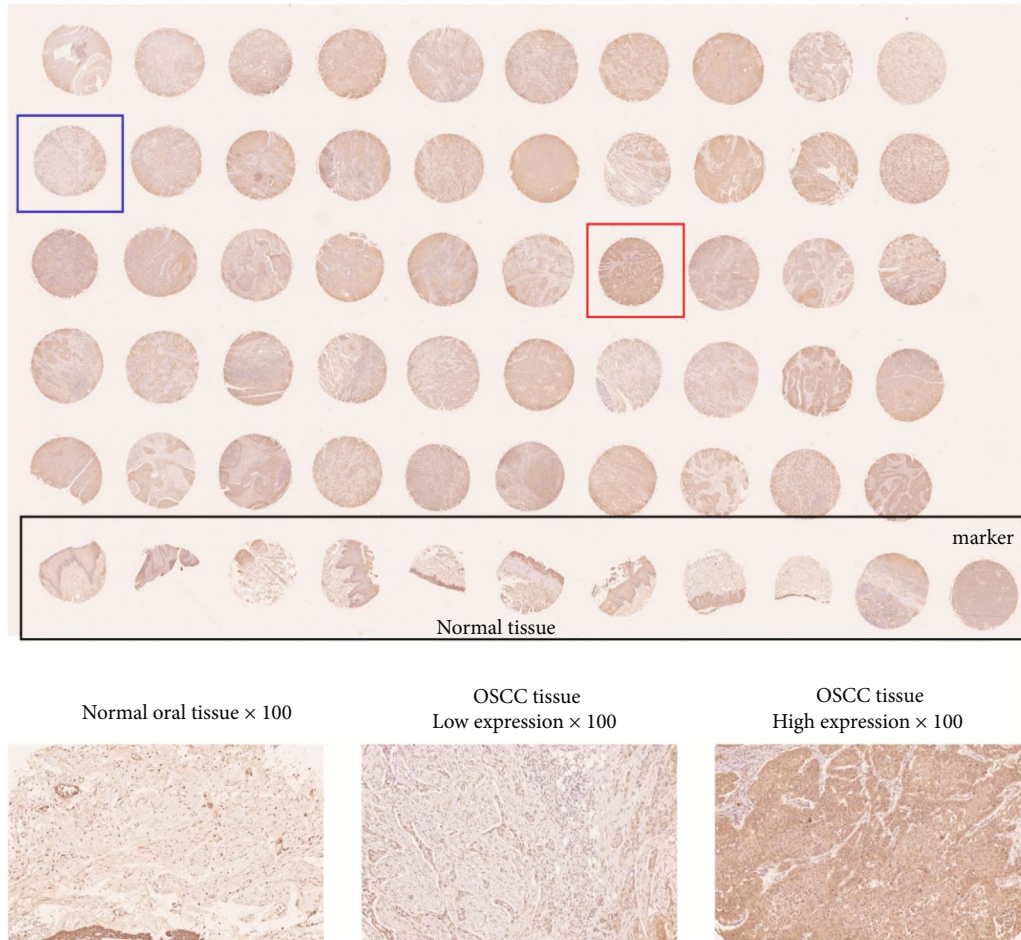 marker
Normal tissue
Normal oral tissue × 100
OSCC tissue
Low expression × 100
OSCC tissue
High expression × 100